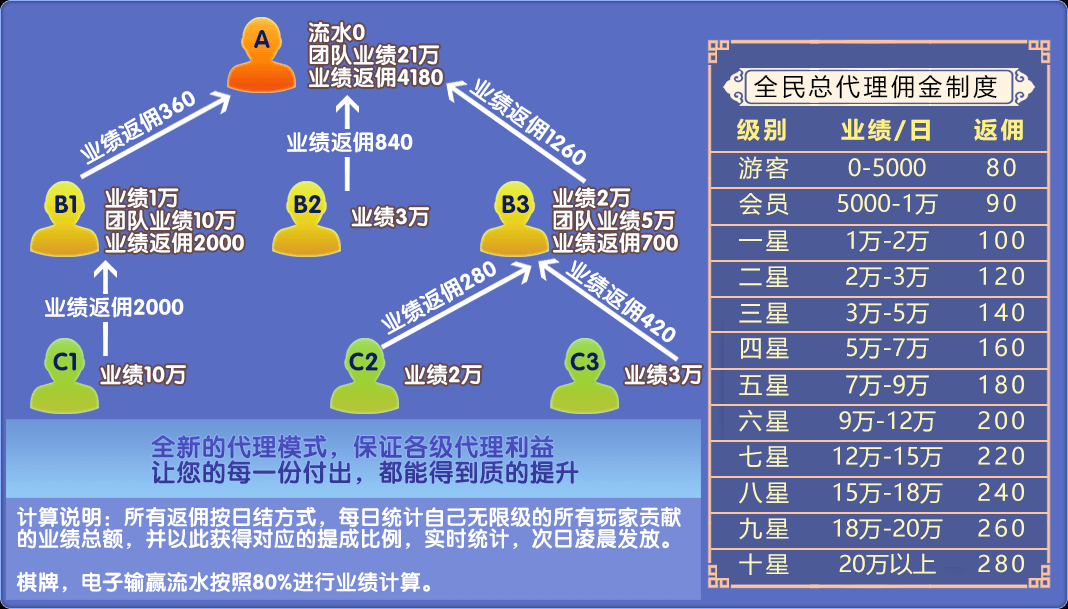 A
流水0
团队业绩21万
业绩返佣4180
业绩返佣360
业绩返佣840
业绩返佣1260
B1
业绩1万
团队业绩10万
业绩返佣2000
B2
业绩3万
B3
业绩2万
团队业绩5万
业绩返佣700
业绩返佣2000
业绩返佣280
业绩返佣420
C1
业绩10万
C2
业绩2万
C3
业绩3万
全新的代理模式，保证各级代理利益
让您的每一份付出，都能得到质的提升
计算说明：所有返佣按日结方式，每日统计自己无限级的所有玩家贡献
的业绩总额，并以此获得对应的提成比例，实时统计，次日凌晨发放。
棋牌，电子输赢流水按照80%进行业绩计算。
全民总代理佣金制度
级别 业绩/日 返佣
游客 0-5000 80
会员 5000-1万 90
一星 1万-2万 100
二星 2万-3万 120
三星 3万-5万 140
四星 5万-7万 160
五星 7万-9万 180
六星 9万-12万 200
七星 12万-15万 220
八星 15万-18万 240
九星 18万-20万 260
十星 20万以上 280